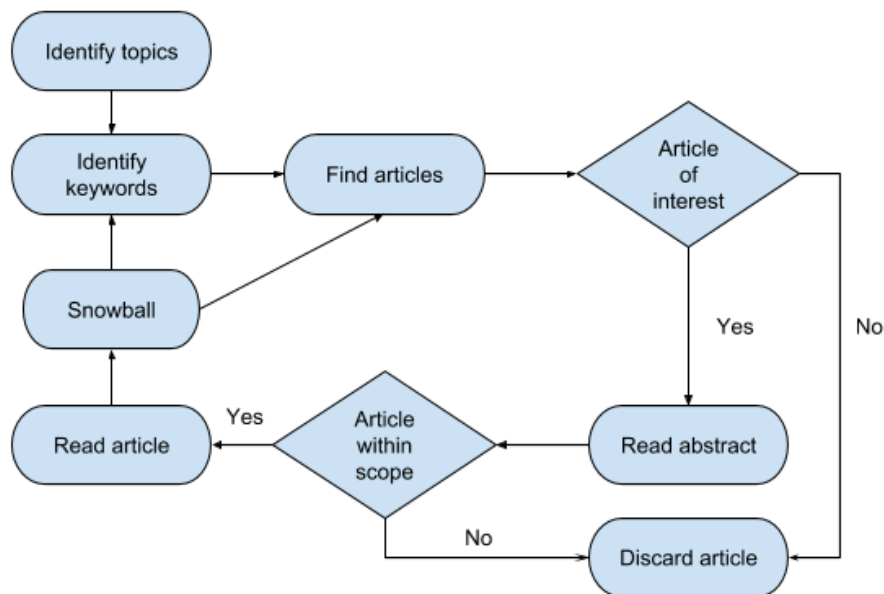 Identify topics
Identify
keywords
Find articles
Article
of
interest
Snowball
Yes
No
Read article
Yes
Article
within
scope
Read abstract
No
Discard article